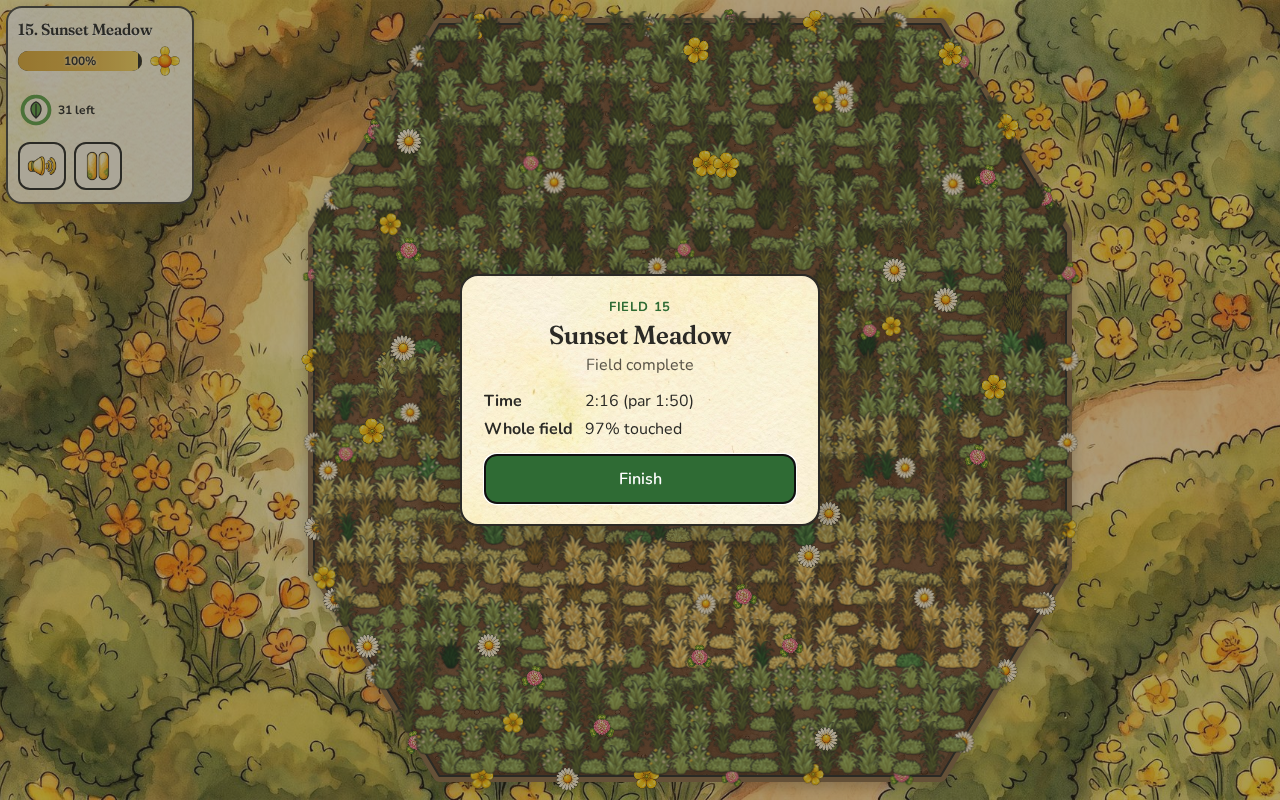 15. Sunset Meadow
100%
31 left
FIELD 15
Sunset Meadow
Field complete
Time 2:16 (par 1:50)
Whole field 97% touched
Finish